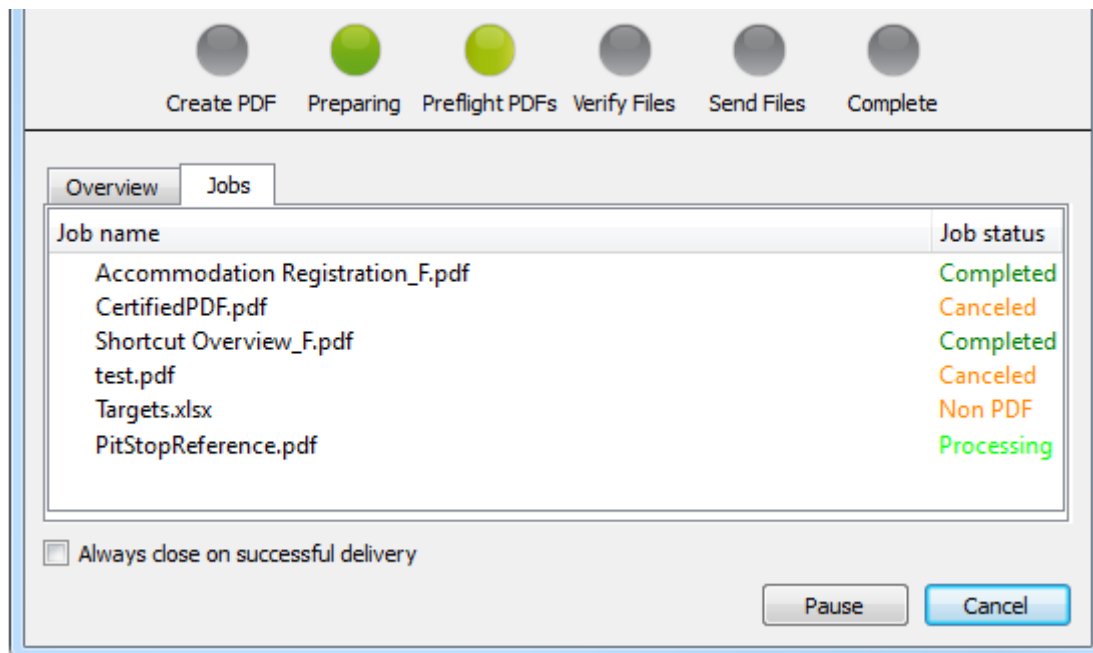 Create PDF Preparing Preflight PDFs Verify Files Send Files Complete
Overview Jobs
Job name Job status
Accommodation Registration_F.pdf Completed
CertifiedPDF.pdf Canceled
Shortcut Overview_F.pdf Completed
test.pdf Canceled
Targets.xlsx Non PDF
PitStopReference.pdf Processing
Always close on successful delivery
Pause Cancel